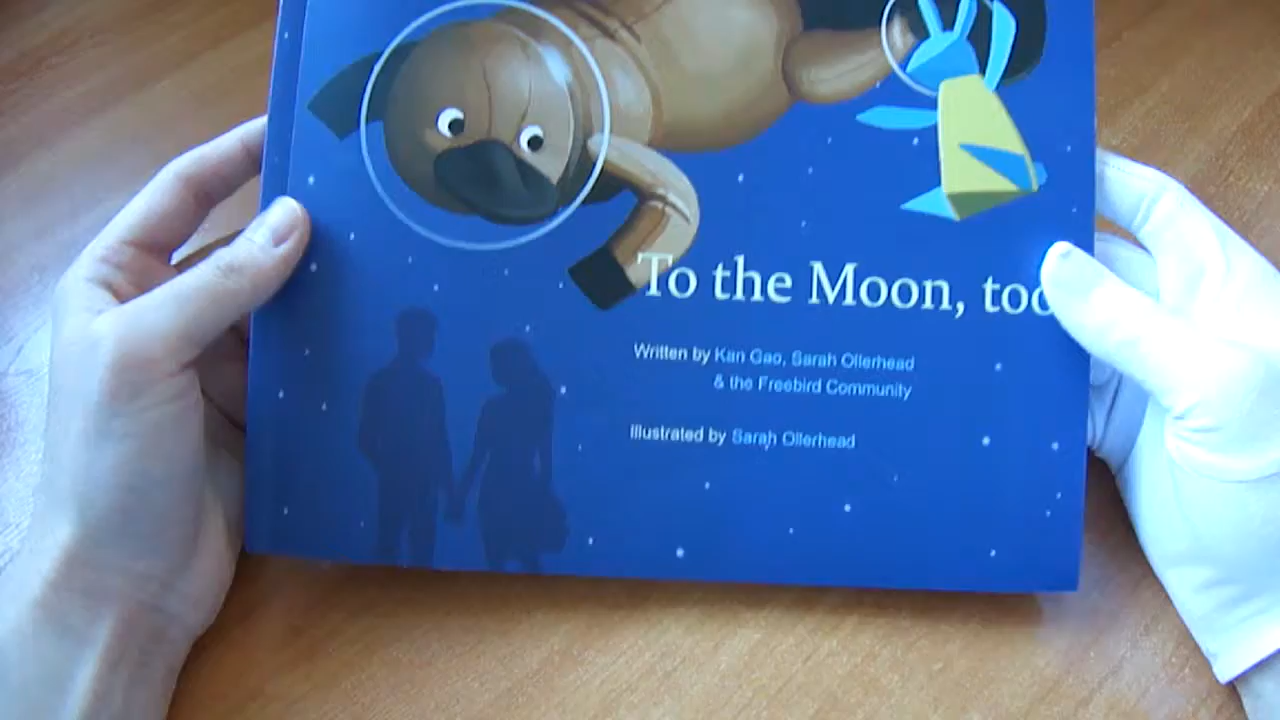 To the Moon, too
Written by Kan Gao, Sarah Ollerhead
& the Freebird Community
Illustrated by Sarah Ollerhead